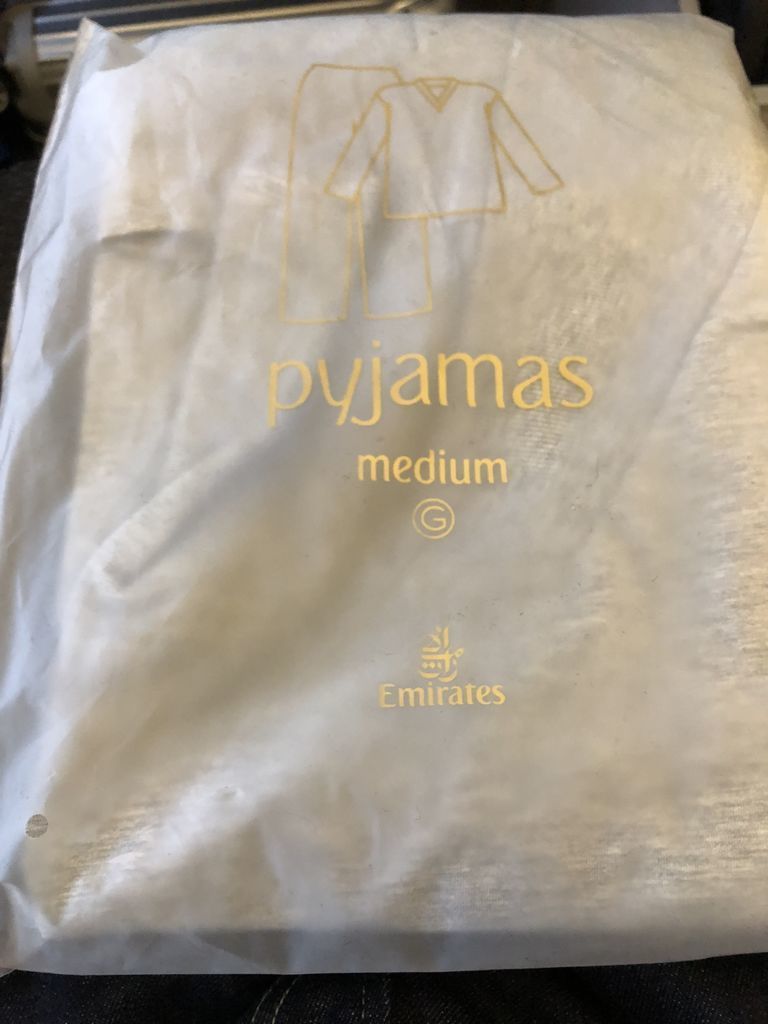 pyjamas
medium
G
Emirates